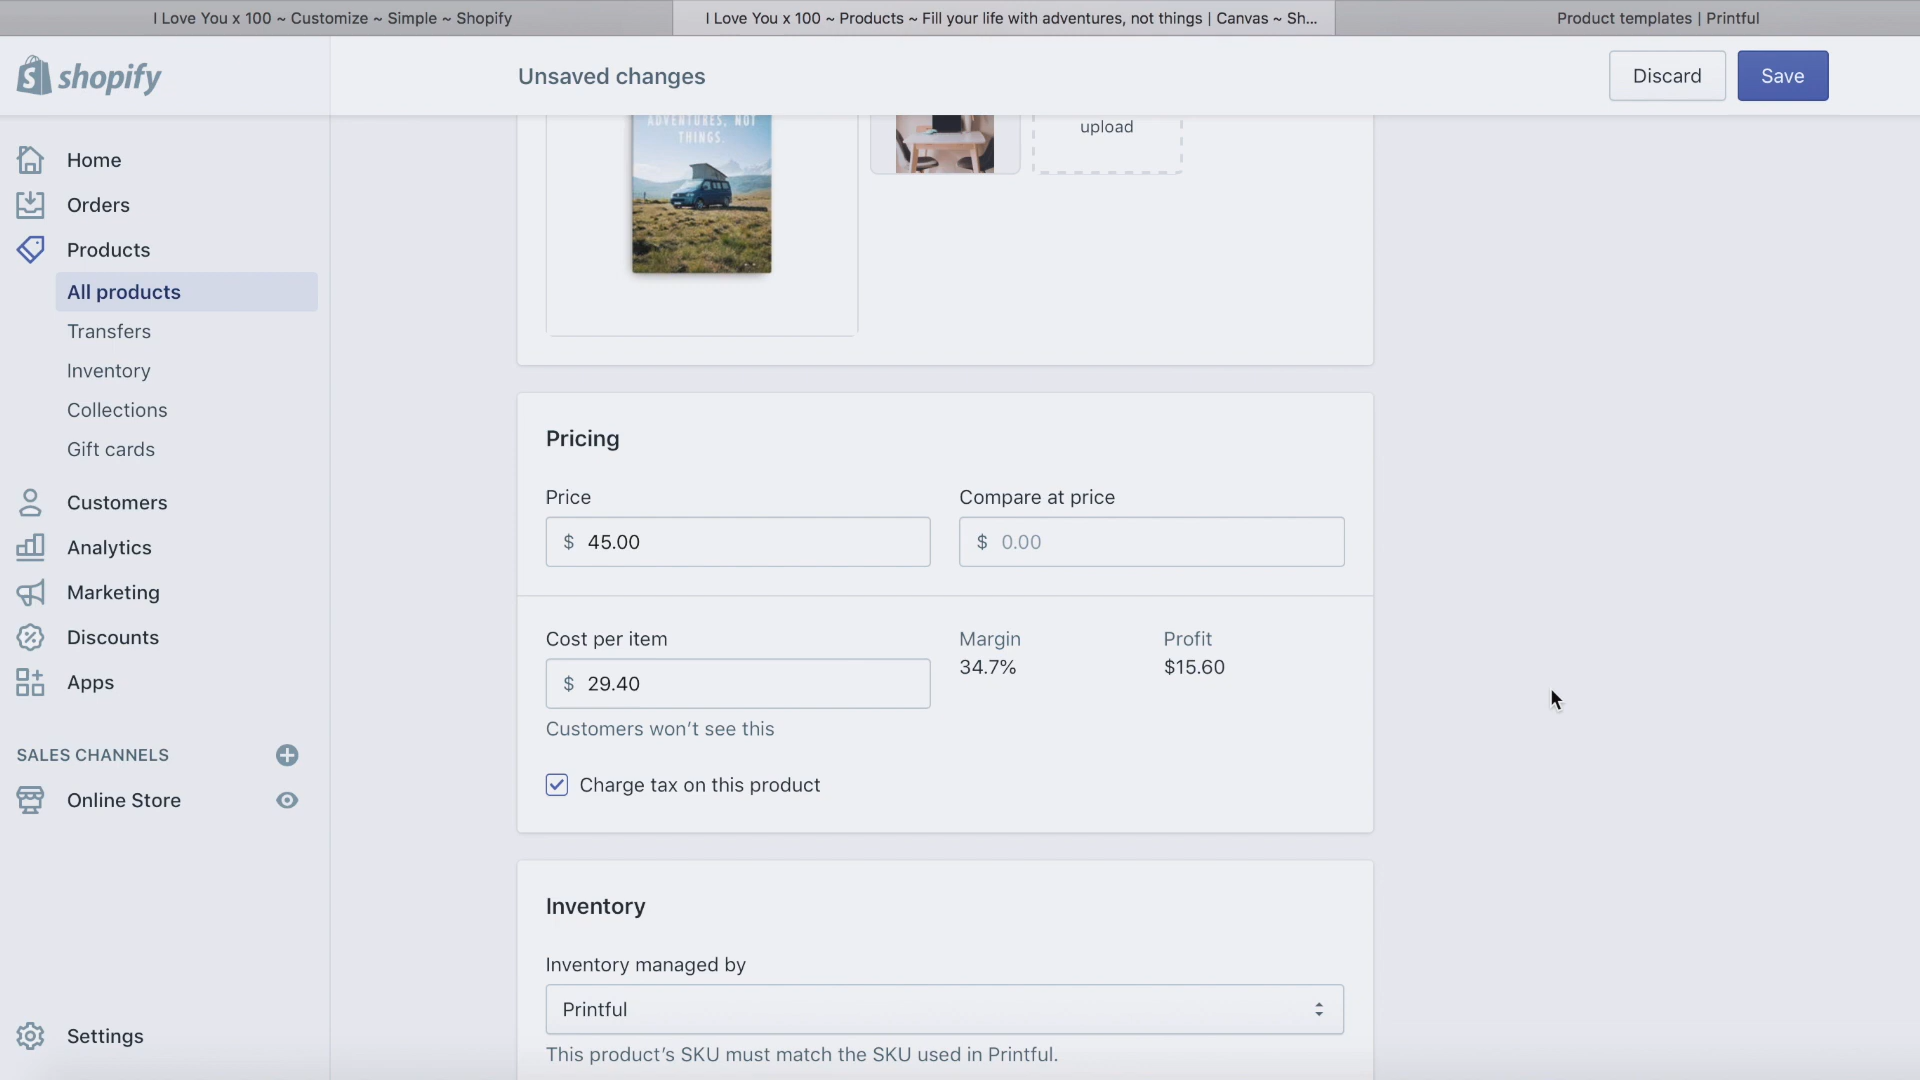 I Love You x 100 ~ Customize ~ Simple ~ Shopify
I Love You x 100 ~ Products ~ Fill your life with adventures, not things | Canvas ~ Sh...
Product templates | Printful
shopify
Unsaved changes
Discard
Save
Home
Orders
Products
All products
Transfers
Inventory
Collections
Gift cards
Customers
Analytics
Marketing
Discounts
Apps
SALES CHANNELS
Online Store
Settings
ADVENTURES, NOT
THINGS.
upload
Pricing
Price
Compare at price
$ 45.00
$ 0.00
Cost per item
Margin
Profit
$ 29.40
34.7%
$15.60
Customers won’t see this
Charge tax on this product
Inventory
Inventory managed by
Printful
This product’s SKU must match the SKU used in Printful.